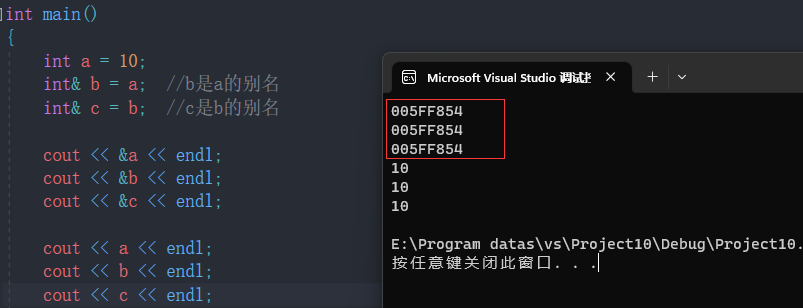 int main()
{
int a = 10;
int& b = a;  //b是a的别名
int& c = b;  //c是b的别名
cout << &a << endl;
cout << &b << endl;
cout << &c << endl;
cout << a << endl;
cout << b << endl;
cout << c << endl;
Microsoft Visual Studio 调试控
005FF854
005FF854
005FF854
10
10
10
E:\Program datas\vs\Project10\Debug\Project10.
按任意键关闭此窗口. . .